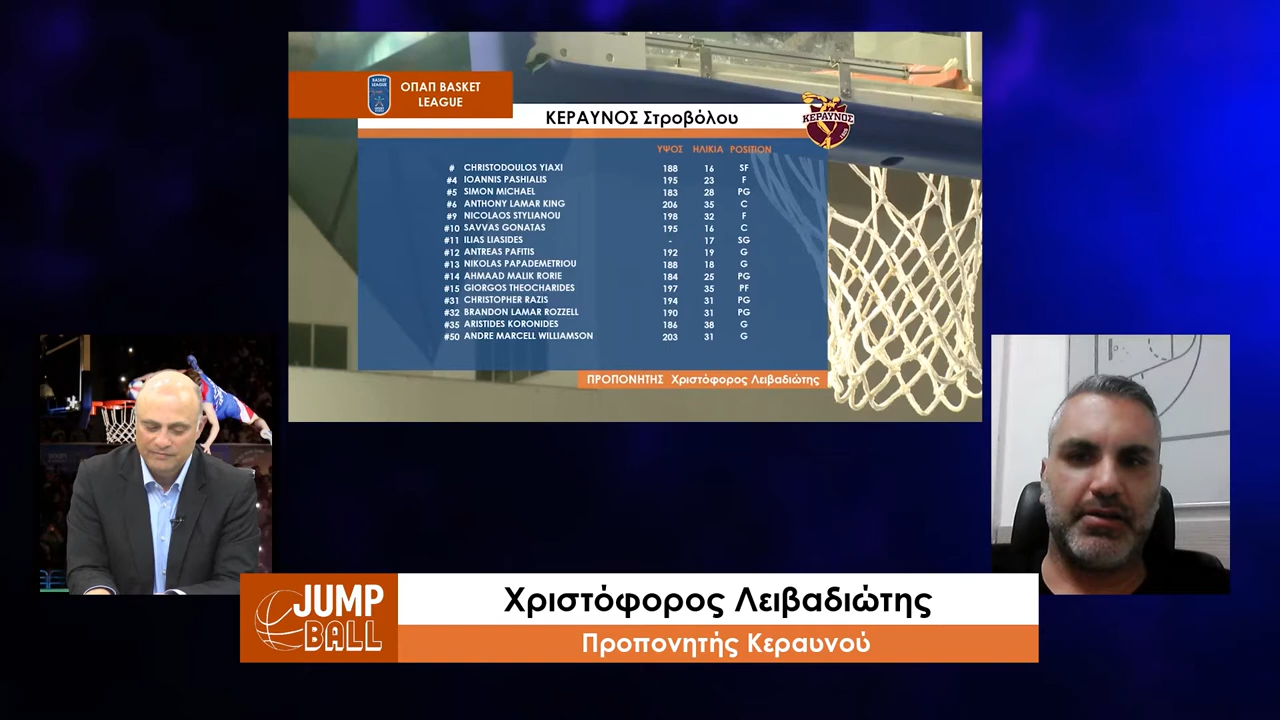 ΟΠΑΠ BASKET
LEAGUE
ΚΕΡΑΥΝΟΣ Στροβόλου
ΚΕΡΑΥΝΟΣ
ΥΨΟΣ ΗΛΙΚΙΑ POSITION
# CHRISTODOULOS YIAXI 188 16 SF
#4 IOANNIS PASHIALIS 195 23 F
#5 SIMON MICHAEL 183 28 PG
#6 ANTHONY LAMAR KING 206 35 C
#9 NICOLAOS STYLIANOU 198 32 F
#10 SAVVAS GONATAS 195 16 C
#11 ILIAS LIASIDES - 17 SG
#12 ANTREAS PAFITIS 192 19 G
#13 NIKOLAS PAPADEMETRIOU 188 18 G
#14 AHMAAD MALIK RORIE 184 25 PG
#15 GIORGOS THEOCHARIDES 197 35 PF
#31 CHRISTOPHER RAZIS 194 31 PG
#32 BRANDON LAMAR ROZZELL 190 31 PG
#35 ARISTIDES KORONIDES 186 38 G
#50 ANDRE MARCELL WILLIAMSON 203 31 G
ΠΡΟΠΟΝΗΤΗΣ Χριστόφορος Λειβαδιώτης
JUMP
BALL
Χριστόφορος Λειβαδιώτης
Προπονητής Κεραυνού